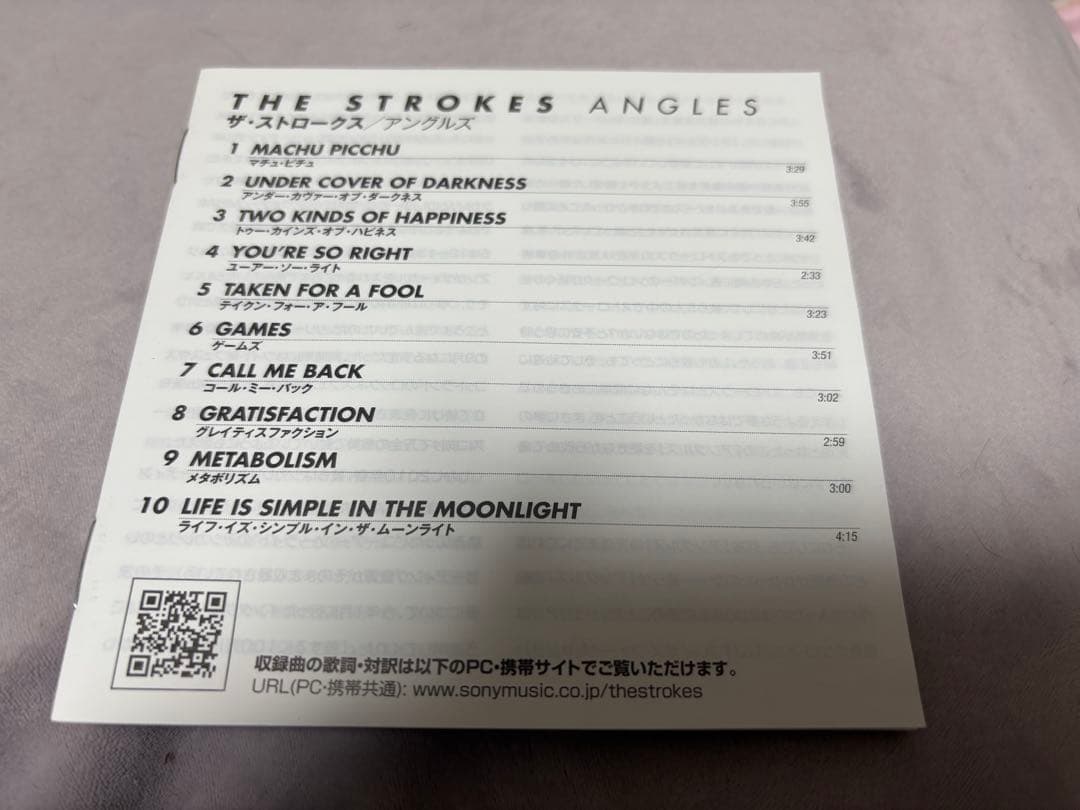 THE STROKES ANGLES
ザ・ストロークス／アングルズ
1 MACHU PICCHU
マチュ・ピチュ 3:29
2 UNDER COVER OF DARKNESS
アンダー・カヴァー・オブ・ダークネス 3:55
3 TWO KINDS OF HAPPINESS
トゥー・カインズ・オブ・ハピネス 3:42
4 YOU'RE SO RIGHT
ユーアー・ソー・ライト 2:33
5 TAKEN FOR A FOOL
テイクン・フォー・ア・フール 3:23
6 GAMES
ゲームズ 3:51
7 CALL ME BACK
コール・ミー・バック 3:02
8 GRATISFACTION
グレイティスファクション 2:59
9 METABOLISM
メタボリズム 3:00
10 LIFE IS SIMPLE IN THE MOONLIGHT
ライフ・イズ・シンプル・イン・ザ・ムーンライト 4:15
収録曲の歌詞・対訳は以下のPC・携帯サイトでご覧いただけます。
URL(PC・携帯共通): www.sonymusic.co.jp/thestrokes